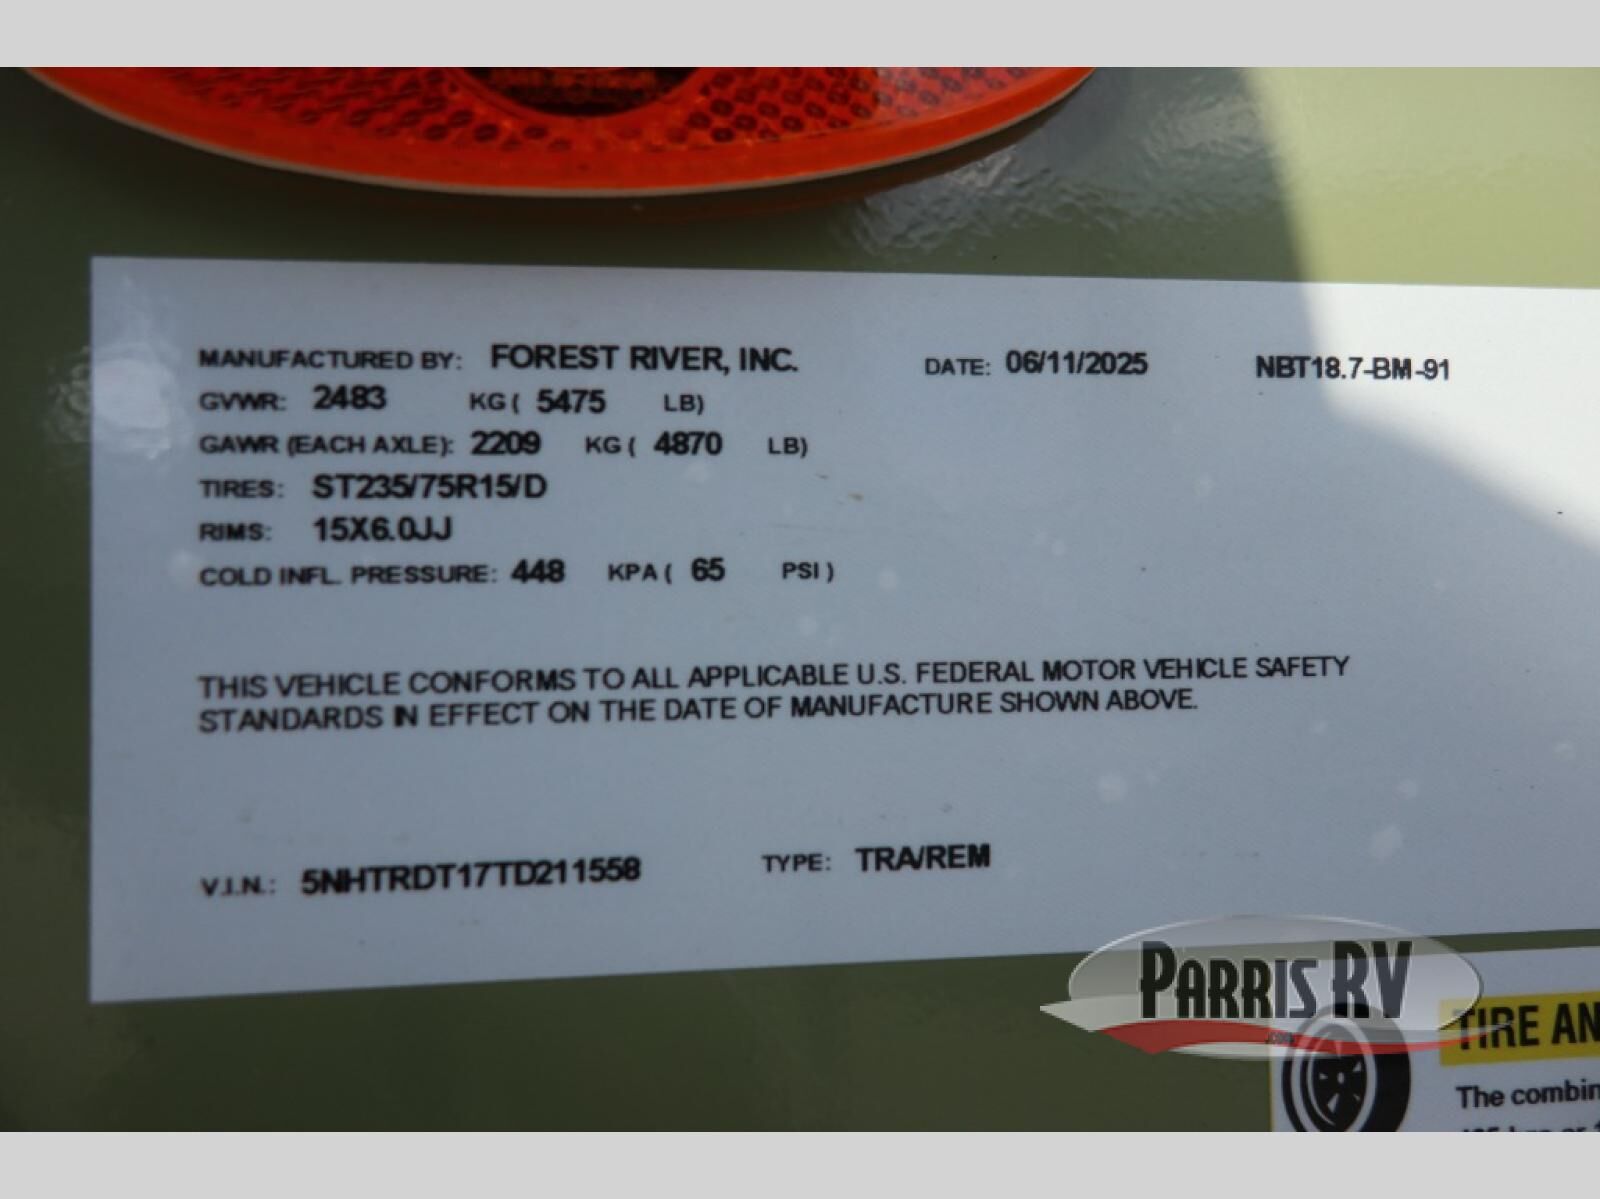 MANUFACTURED BY: FOREST RIVER, INC. DATE: 06/11/2025 NBT18.7-BM-91
GVWR: 2483 KG ( 5475 LB)
GAWR (EACH AXLE): 2209 KG ( 4870 LB)
TIRES: ST235/75R15/D
RIMS: 15X6.0JJ
COLD INFL. PRESSURE: 448 KPA ( 65 PSI )
THIS VEHICLE CONFORMS TO ALL APPLICABLE U.S. FEDERAL MOTOR VEHICLE SAFETY
STANDARDS IN EFFECT ON THE DATE OF MANUFACTURE SHOWN ABOVE.
V.I.N.: 5NHTRDT17TD211558 TYPE: TRA/REM
PARRIS RV
.com
TIRE AN
The combin